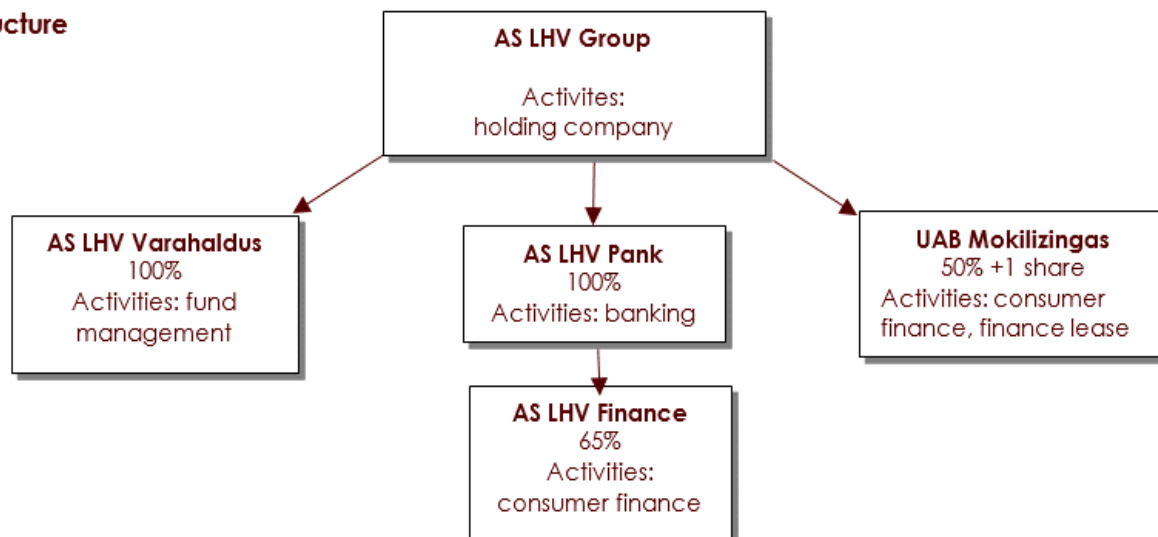 ucture
AS LHV Group
Activites:
holding company
AS LHV Varahaldus
100%
Activities: fund
management
AS LHV Pank
100%
Activities: banking
UAB Mokilizingas
50% +1 share
Activities: consumer
finance, finance lease
AS LHV Finance
65%
Activities:
consumer finance